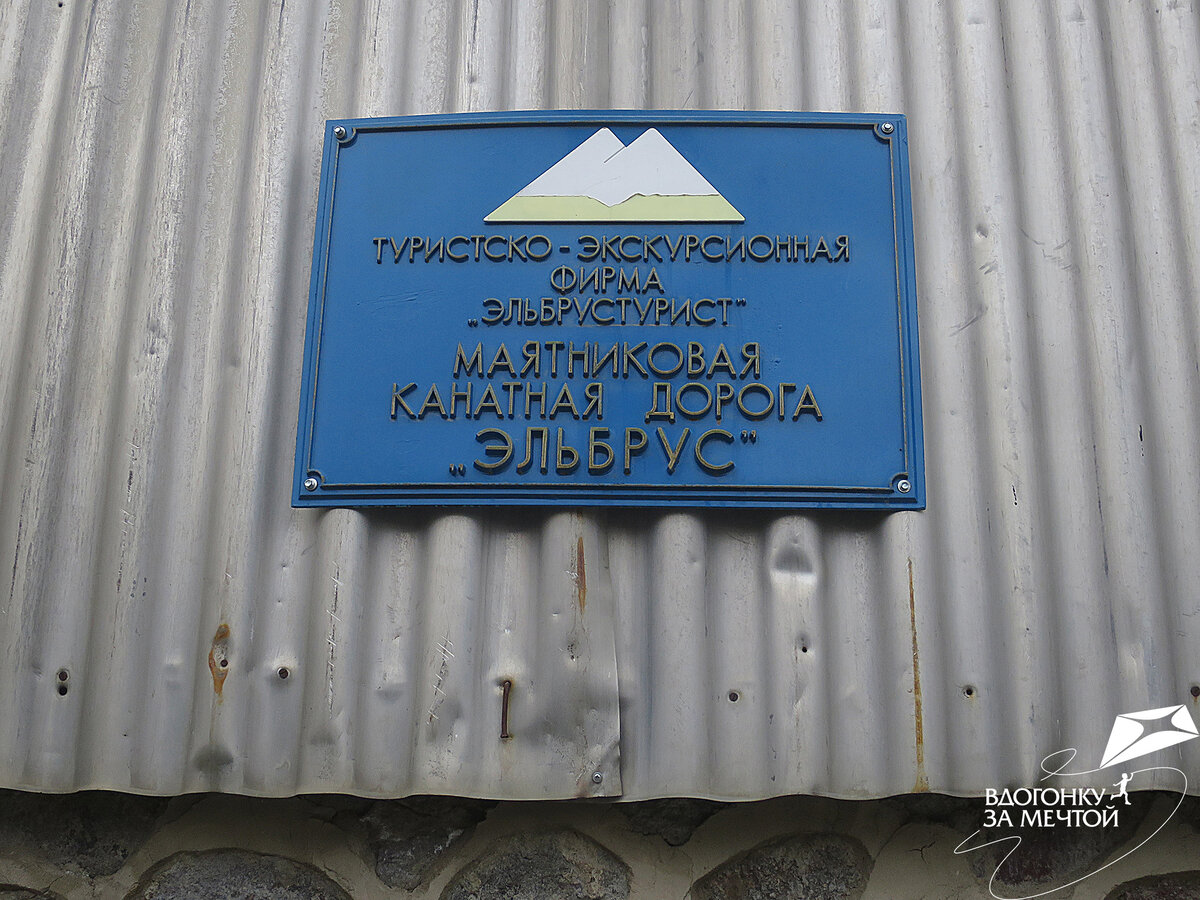 ТУРИСТСКО - ЭКСКУРСИОННАЯ
ФИРМА
„ЭЛЬБРУСТУРИСТ”
МАЯТНИКОВАЯ
КАНАТНАЯ ДОРОГА
„ЭЛЬБРУС”
ВДОГОНКУ
ЗА МЕЧТОЙ